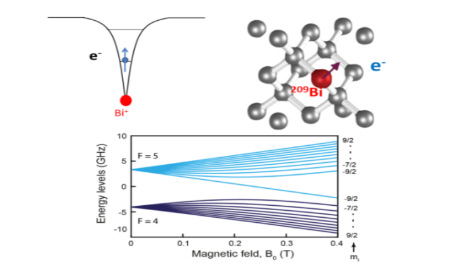 e-
Bi+
209Bi
e-
Energy levels (GHz)
10
5
0
-5
-10
F = 5
F = 4
9/2
-7/2
-9/2
-9/2
-7/2
9/2
0
0.1
0.2
0.3
0.4
Magnetic feld, B0 (T)
mI